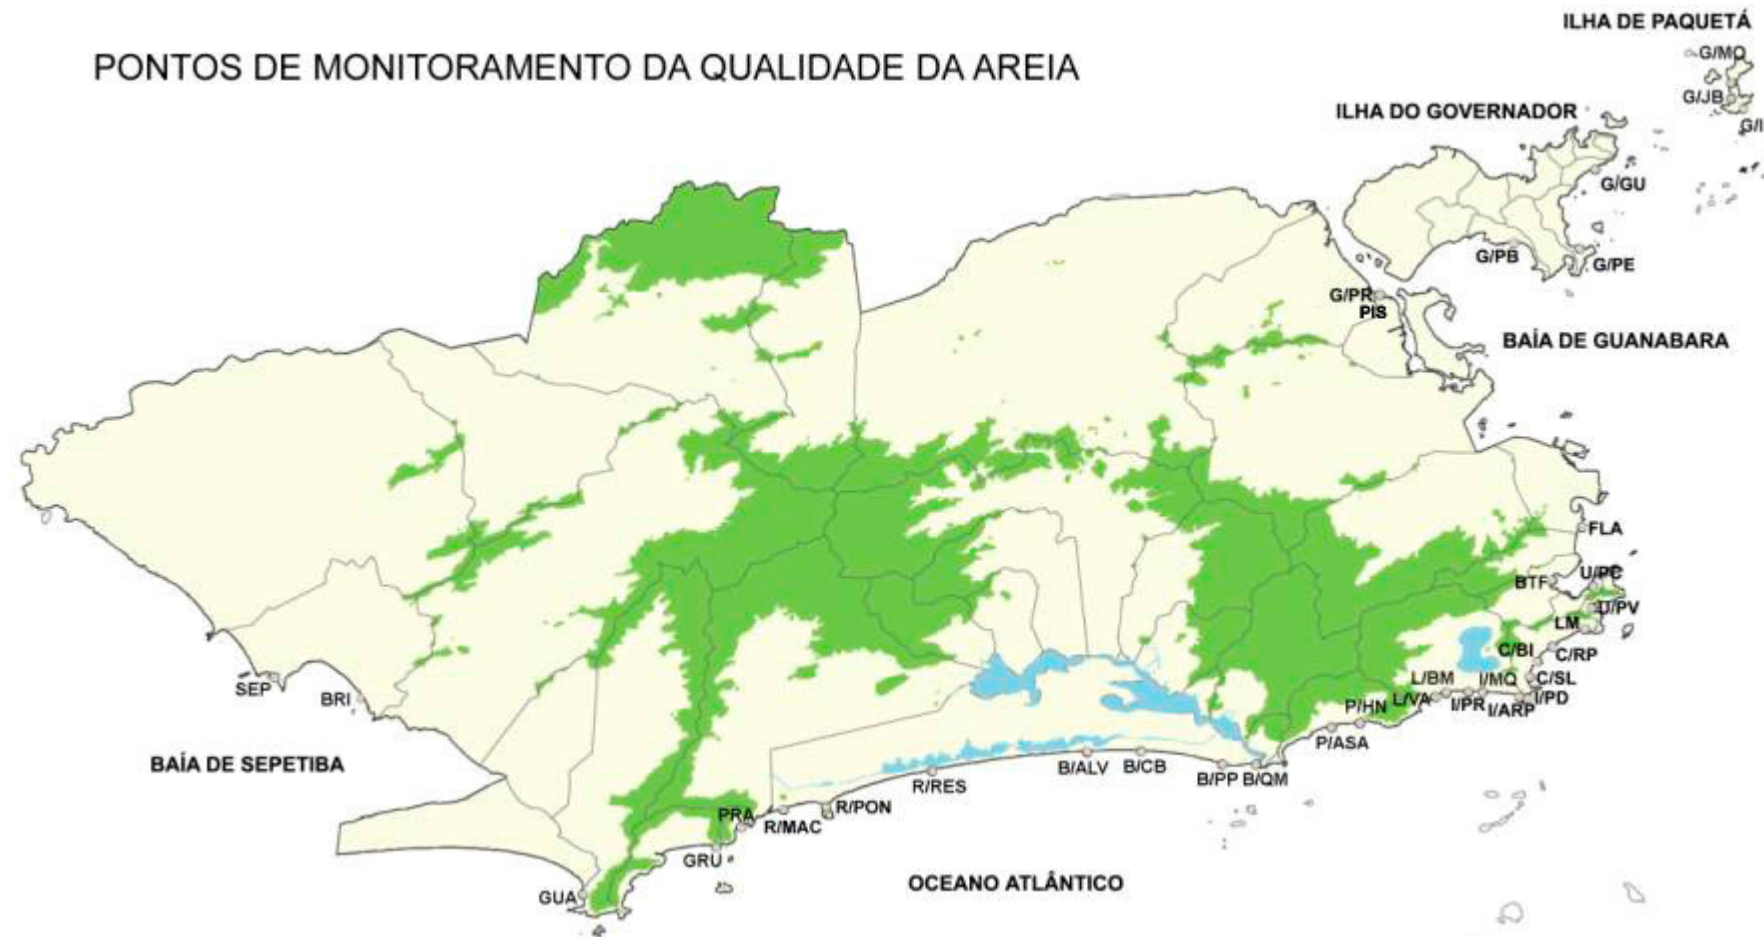 ILHA DE PAQUETÁ
G/MO
PONTOS DE MONITORAMENTO DA QUALIDADE DA AREIA
G/JB
ILHA DO GOVERNADOR
G/I
G/GU
G/PB
G/PE
G/PR
PIS
BAÍA DE GUANABARA
FLA
BTF
U/PC
U/PV
LM
C/BI
C/RP
L/BM
I/MQ
C/SL
SEP
BRI
P/HN
L/VA
I/PR
I/ARP
I/PD
P/ASA
BAÍA DE SEPETIBA
B/ALV
B/CB
B/PP
B/QM
R/RES
PRA
R/MAC
R/PON
GRU
GUA
OCEANO ATLÂNTICO